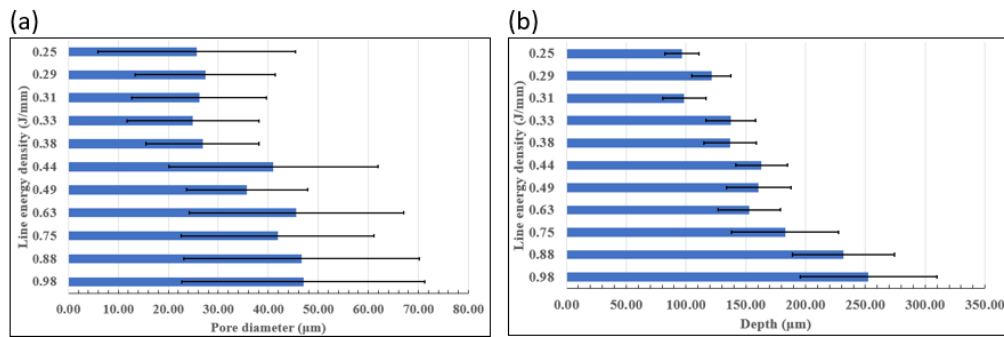 (a)
Line energy density (J/mm)
0.25
0.29
0.31
0.33
0.38
0.44
0.49
0.63
0.75
0.88
0.98
0.00 10.00 20.00 30.00 40.00 50.00 60.00 70.00 80.00
Pore diameter (µm)
(b)
Line energy density (J/mm)
0.25
0.29
0.31
0.33
0.38
0.44
0.49
0.63
0.75
0.88
0.98
0.00 50.00 100.00 150.00 200.00 250.00 300.00 350.00
Depth (µm)